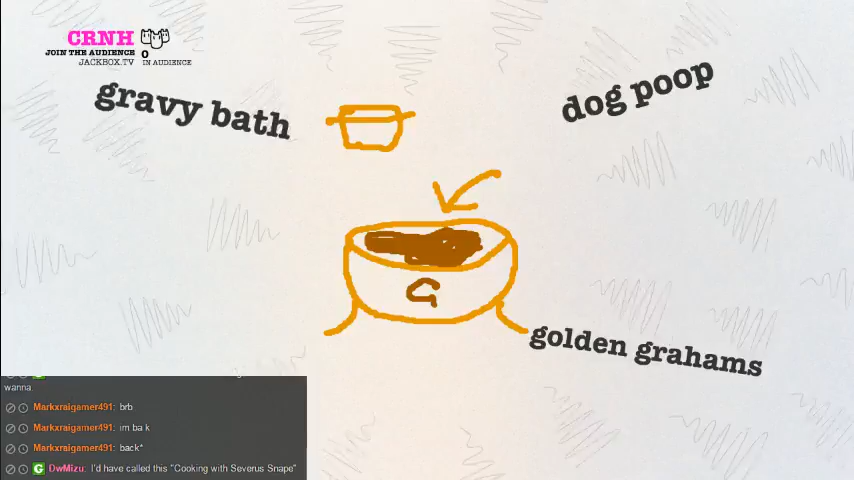 CRNH
JOIN THE AUDIENCE
JACKBOX.TV
0
IN AUDIENCE
gravy bath
dog poop
G
golden grahams
wanna.
Markxraigamer491: brb
Markxraigamer491: im ba k
Markxraigamer491: back*
G DwMizu: I'd have called this "Cooking with Severus Snape"